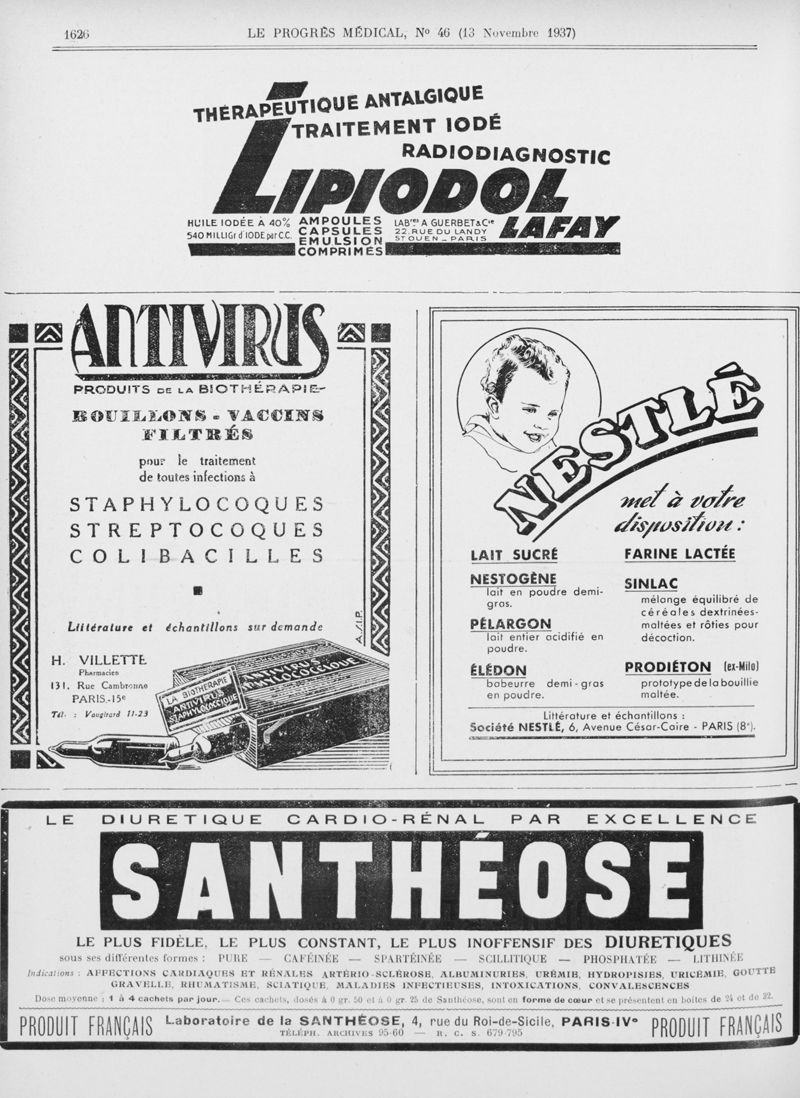 1626
LE PROGRÈS MÉDICAL, No 46 (13 Novembre 1937)
THÉRAPEUTIQUE ANTALGIQUE
TRAITEMENT IODÉ
RADIODIAGNOSTIC
LIPIODOL
LAFAY
HUILE IODÉE A 40%
540 MILLIGr d'IODE par C.C.
AMPOULES
CAPSULES
EMULSION
COMPRIMÉS
LABres A GUERBET & Cie
22. RUE DU LANDY
ST OUEN - PARIS
ANTIVIRUS
PRODUITS DE LA BIOTHÉRAPIE
BOUILLONS - VACCINS
FILTRÉS
pour le traitement
de toutes infections à
STAPHYLOCOQUES
STREPTOCOQUES
COLIBACILLES
Littérature et échantillons sur demande
A.S.I.P.
H. VILLETTE
Pharmacien
131, Rue Cambronne
PARIS.-15e
Tél. : Vaugirard 11-23
LA BIOTHERAPIE
ANTIVIRUS
STAPHYLOCOCCIQUE
ANTIVIRUS
STAPHYLOCOCCIQUE
NESTLÉ
met à votre
disposition :
LAIT SUCRÉ
NESTOGÈNE
lait en poudre demi-
gras.
PÉLARGON
lait entier acidifié en
poudre.
ÉLÉDON
babeurre demi-gras
en poudre.
FARINE LACTÉE
SINLAC
mélange équilibré de
céréales dextrinées-
maltées et rôties pour
décoction.
PRODIÉTON (ex-Milo)
prototype de la bouillie
maltée.
Littérature et échantillons :
Société NESTLÉ, 6, Avenue César-Caire - PARIS (8e).
LE DIURETIQUE CARDIO-RÉNAL PAR EXCELLENCE
SANTHÉOSE
LE PLUS FIDÈLE, LE PLUS CONSTANT, LE PLUS INOFFENSIF DES DIURETIQUES
sous ses différentes formes : PURE — CAFÉINÉE — SPARTÉINÉE — SCILLITIQUE — PHOSPHATÉE — LITHINÉE
Indications : AFFECTIONS CARDIAQUES ET RÉNALES ARTÉRIO-SCLÉROSE, ALBUMINURIES, URÉMIE, HYDROPISIES, URICÉMIE, GOUTTE
GRAVELLE, RHUMATISME, SCIATIQUE, MALADIES INFECTIEUSES, INTOXICATIONS, CONVALESCENCES
Dose moyenne : 1 à 4 cachets par jour. — Ces cachets, dosés à 0 gr. 50 et à 0 gr. 25 de Santhéose, sont en forme de cœur et se présentent en boîtes de 24 et de 32.
PRODUIT FRANÇAIS
Laboratoire de la SANTHÉOSE, 4, rue du Roi-de-Sicile, PARIS-IVe
TÉLÉPH. ARCHIVES 95-60 — R. C. S. 679-795
PRODUIT FRANÇAIS